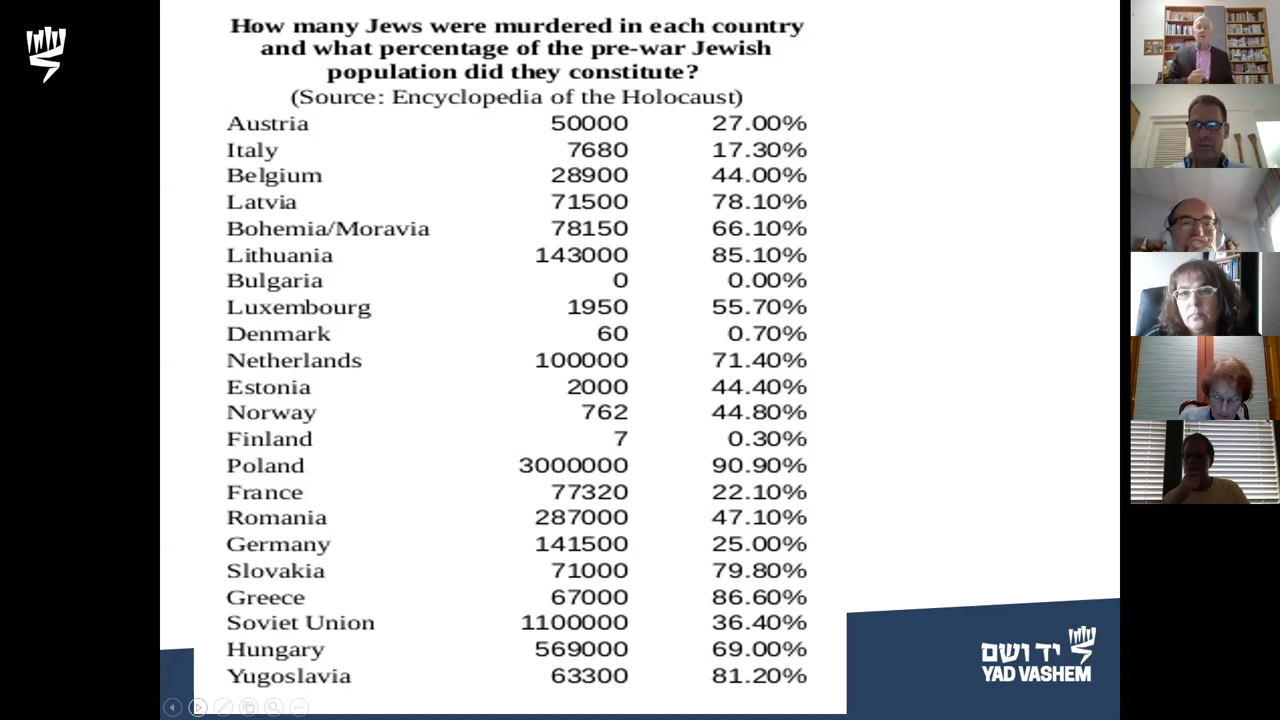 How many Jews were murdered in each country
and what percentage of the pre-war Jewish
population did they constitute?
(Source: Encyclopedia of the Holocaust)
Austria 50000 27.00%
Italy 7680 17.30%
Belgium 28900 44.00%
Latvia 71500 78.10%
Bohemia/Moravia 78150 66.10%
Lithuania 143000 85.10%
Bulgaria 0 0.00%
Luxembourg 1950 55.70%
Denmark 60 0.70%
Netherlands 100000 71.40%
Estonia 2000 44.40%
Norway 762 44.80%
Finland 7 0.30%
Poland 3000000 90.90%
France 77320 22.10%
Romania 287000 47.10%
Germany 141500 25.00%
Slovakia 71000 79.80%
Greece 67000 86.60%
Soviet Union 1100000 36.40%
Hungary 569000 69.00%
Yugoslavia 63300 81.20%
יד ושם
YAD VASHEM